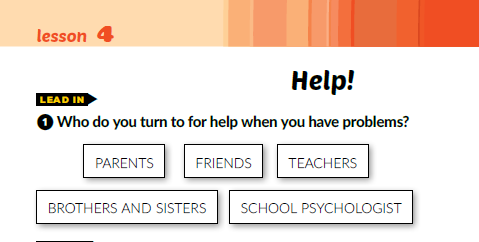 lesson 4
Help!
LEAD IN
1 Who do you turn to for help when you have problems?
PARENTS FRIENDS TEACHERS
BROTHERS AND SISTERS SCHOOL PSYCHOLOGIST